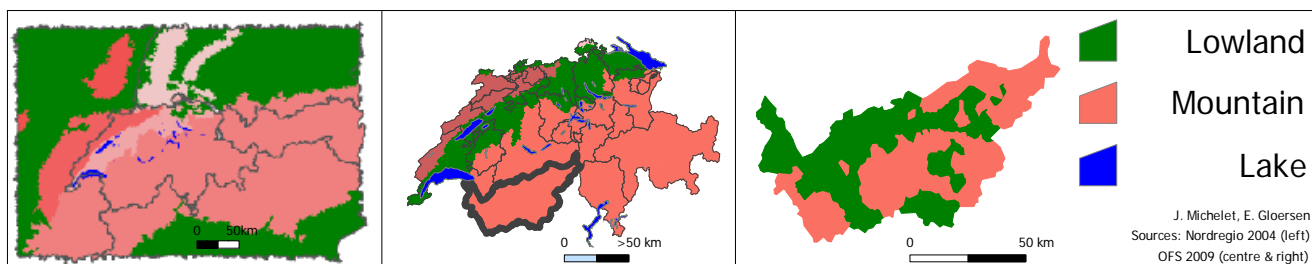 0 50km
0 >50 km
0 50 km
Lowland
Mountain
Lake
J. Michelet, E. Gloersen
Sources: Nordregio 2004 (left)
OFS 2009 (centre & right)